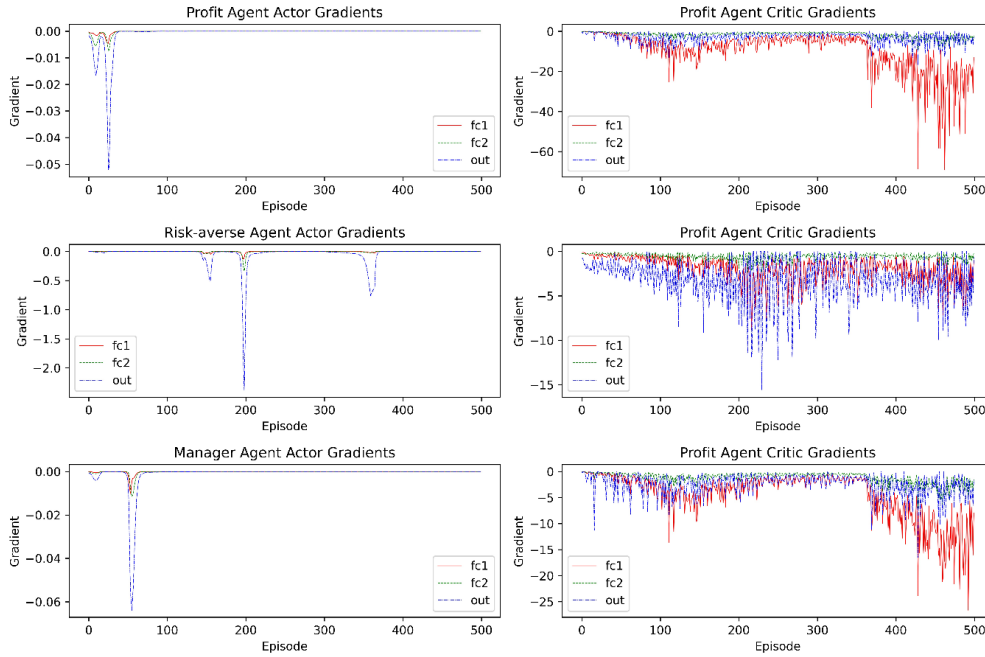 Profit Agent Actor Gradients
0.00
−0.01
−0.02
−0.03
−0.04
−0.05
Gradient
fc1
fc2
out
0 100 200 300 400 500
Episode
Profit Agent Critic Gradients
0
−20
−40
−60
Gradient
fc1
fc2
out
0 100 200 300 400 500
Episode
Risk-averse Agent Actor Gradients
0.0
−0.5
−1.0
−1.5
−2.0
Gradient
fc1
fc2
out
0 100 200 300 400 500
Episode
Profit Agent Critic Gradients
0
−5
−10
−15
Gradient
fc1
fc2
out
0 100 200 300 400 500
Episode
Manager Agent Actor Gradients
0.00
−0.02
−0.04
−0.06
Gradient
fc1
fc2
out
0 100 200 300 400 500
Episode
Profit Agent Critic Gradients
0
−5
−10
−15
−20
−25
Gradient
fc1
fc2
out
0 100 200 300 400 500
Episode